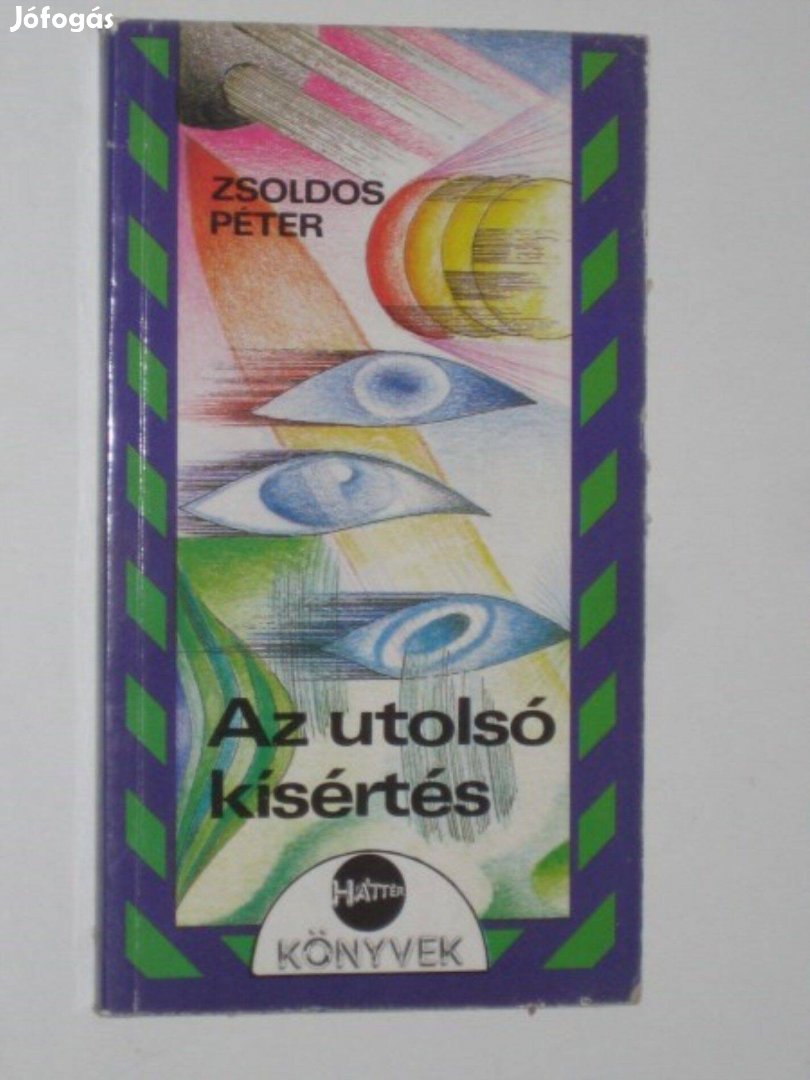 Jófogás
ZSOLDOS
PÉTER
Az utolsó
kísértés
HÁTTÉR
KÖNYVEK